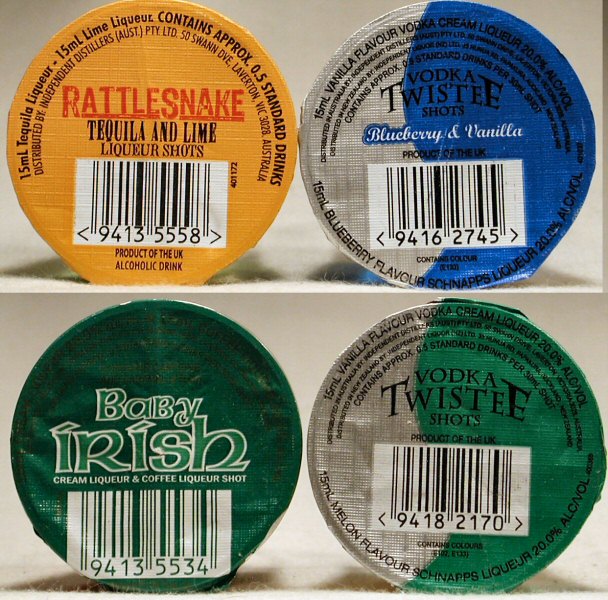 15mL Tequila Liqueur - 15mL Lime Liqueur CONTAINS APPROX. 0.5 STANDARD DRINKS
DISTRIBUTED BY: INDEPENDENT DISTILLERS (AUST.) PTY LTD. 50 SWANN DVE. LAVERTON. VIC 3028. AUSTRALIA
RATTLESNAKE
TEQUILA AND LIME
LIQUEUR SHOTS
401172
< 9413 5558 >
PRODUCT OF THE UK
ALCOHOLIC DRINK
15mL VANILLA FLAVOUR VODKA CREAM LIQUEUR 20.0% ALC/VOL
CONTAINS APPROX. 0.5 STANDARD DRINKS PER 30ML SHOT
VODKA
TWISTEE
SHOTS
Blueberry & Vanilla
PRODUCT OF THE UK
< 9416 2745 >
CONTAINS COLOUR
(E133)
15mL BLUEBERRY FLAVOUR SCHNAPPS LIQUEUR 20.0% ALC/VOL
BABY
IRISH
CREAM LIQUEUR & COFFEE LIQUEUR SHOT
9413 5534
15mL VANILLA FLAVOUR VODKA CREAM LIQUEUR 20.0% ALC/VOL
CONTAINS APPROX. 0.5 STANDARD DRINKS PER 30ML SHOT
VODKA
TWISTEE
SHOTS
PRODUCT OF THE UK
< 9418 2170 >
CONTAINS COLOURS
(E102, E133)
15mL MELON FLAVOUR SCHNAPPS LIQUEUR 20.0% ALC/VOL